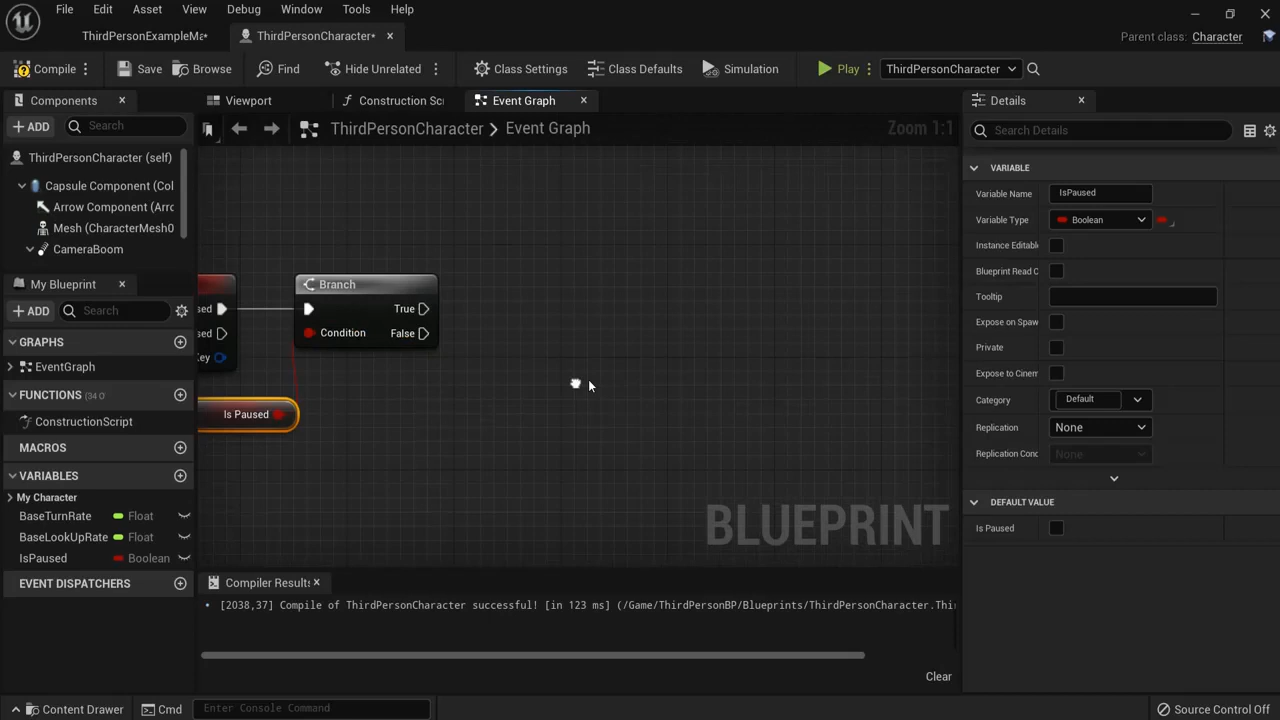 File Edit Asset View Debug Window Tools Help
ThirdPersonExampleMa*
ThirdPersonCharacter*
Parent class: Character
Compile
Save
Browse
Find
Hide Unrelated
Class Settings
Class Defaults
Simulation
Play
ThirdPersonCharacter
Components
Viewport
Construction Scr
Event Graph
Details
ADD
Search
ThirdPersonCharacter > Event Graph
Zoom 1:1
Search Details
ThirdPersonCharacter (self)
Capsule Component (Col
Arrow Component (Arrc
Mesh (CharacterMesh0
CameraBoom
My Blueprint
ADD
Search
GRAPHS
EventGraph
FUNCTIONS (34 O
ConstructionScript
MACROS
VARIABLES
My Character
BaseTurnRate Float
BaseLookUpRate Float
IsPaused Boolean
EVENT DISPATCHERS
Branch
sed
True
sed
Condition
False
Key
Is Paused
BLUEPRINT
VARIABLE
Variable Name IsPaused
Variable Type Boolean
Instance Editabl
Blueprint Read O
Tooltip
Expose on Spaw
Private
Expose to Cinem
Category Default
Replication None
Replication Conc None
DEFAULT VALUE
Is Paused
Compiler Results
• [2038,37] Compile of ThirdPersonCharacter successful! [in 123 ms] (/Game/ThirdPersonBP/Blueprints/ThirdPersonCharacter.Thi
Clear
Content Drawer
Cmd
Enter Console Command
Source Control Off